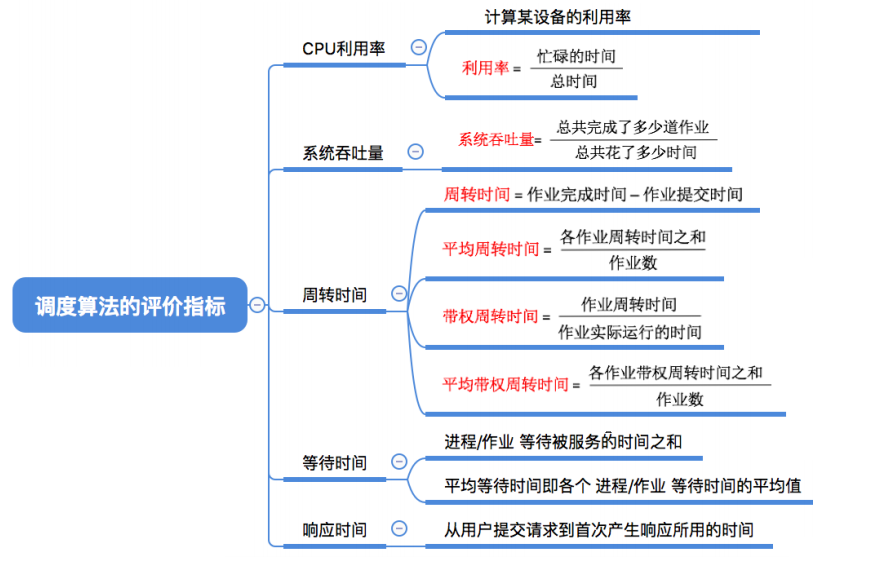 调度算法的评价指标
CPU利用率
计算某设备的利用率
利用率 = 忙碌的时间
总时间
系统吞吐量
系统吞吐量= 总共完成了多少道作业
总共花了多少时间
周转时间
周转时间 = 作业完成时间 – 作业提交时间
平均周转时间 = 各作业周转时间之和
作业数
带权周转时间 = 作业周转时间
作业实际运行的时间
平均带权周转时间 = 各作业带权周转时间之和
作业数
等待时间
进程/作业 等待被服务的时间之和
平均等待时间即各个 进程/作业 等待时间的平均值
响应时间
从用户提交请求到首次产生响应所用的时间